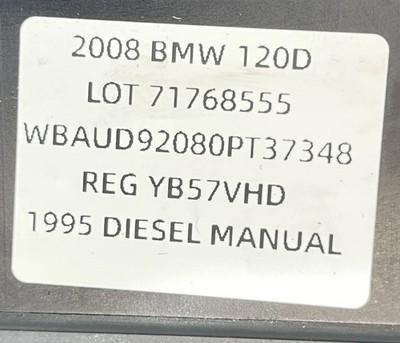 2008 BMW 120D
LOT 71768555
WBAUD92080PT37348
REG YB57VHD
1995 DIESEL MANUAL